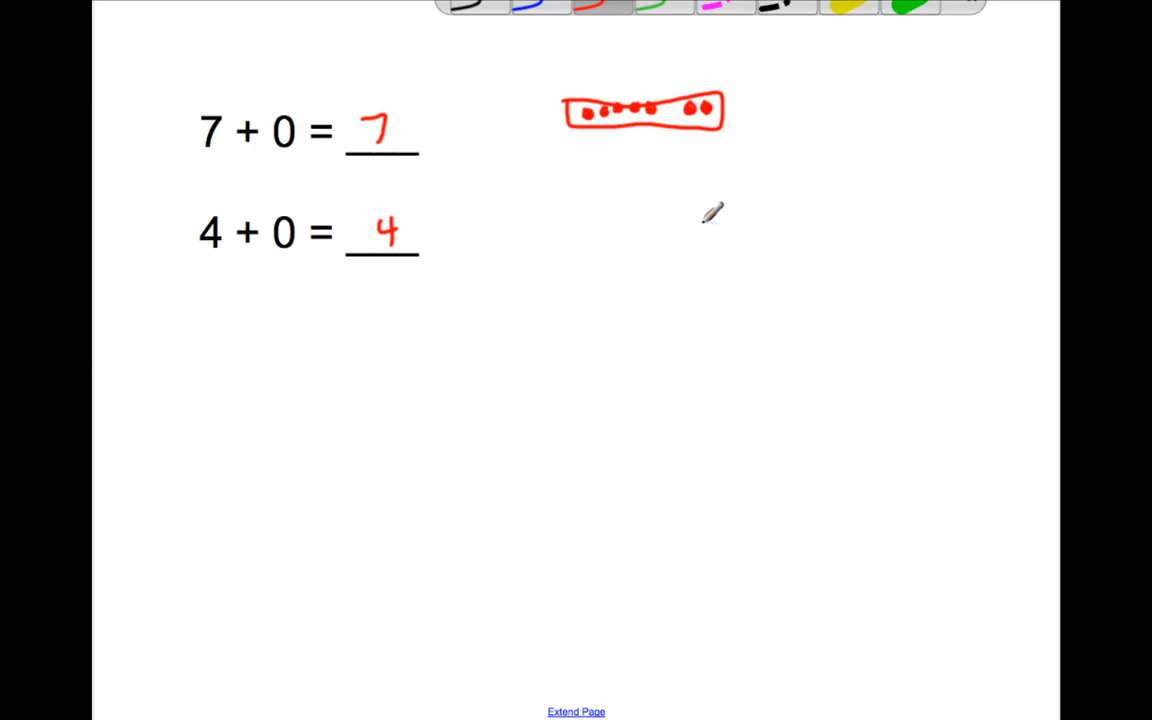 7 + 0 = 7
4 + 0 = 4
Extend Page